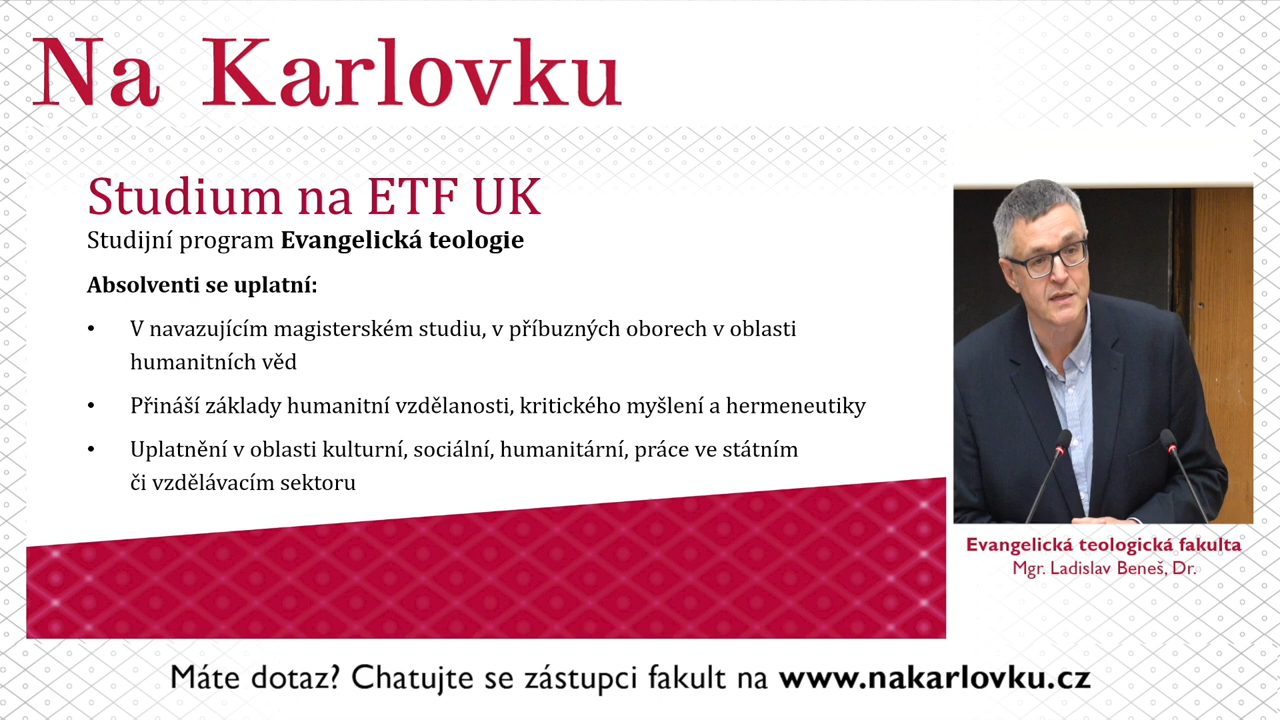 Na Karlovku
Studium na ETF UK
Studijní program Evangelická teologie
Absolventi se uplatní:
• V navazujícím magisterském studiu, v příbuzných oborech v oblasti
humanitních věd
• Přináší základy humanitní vzdělanosti, kritického myšlení a hermeneutiky
• Uplatnění v oblasti kulturní, sociální, humanitární, práce ve státním
či vzdělávacím sektoru
Evangelická teologická fakulta
Mgr. Ladislav Beneš, Dr.
Máte dotaz? Chatujte se zástupci fakult na www.nakarlovku.cz